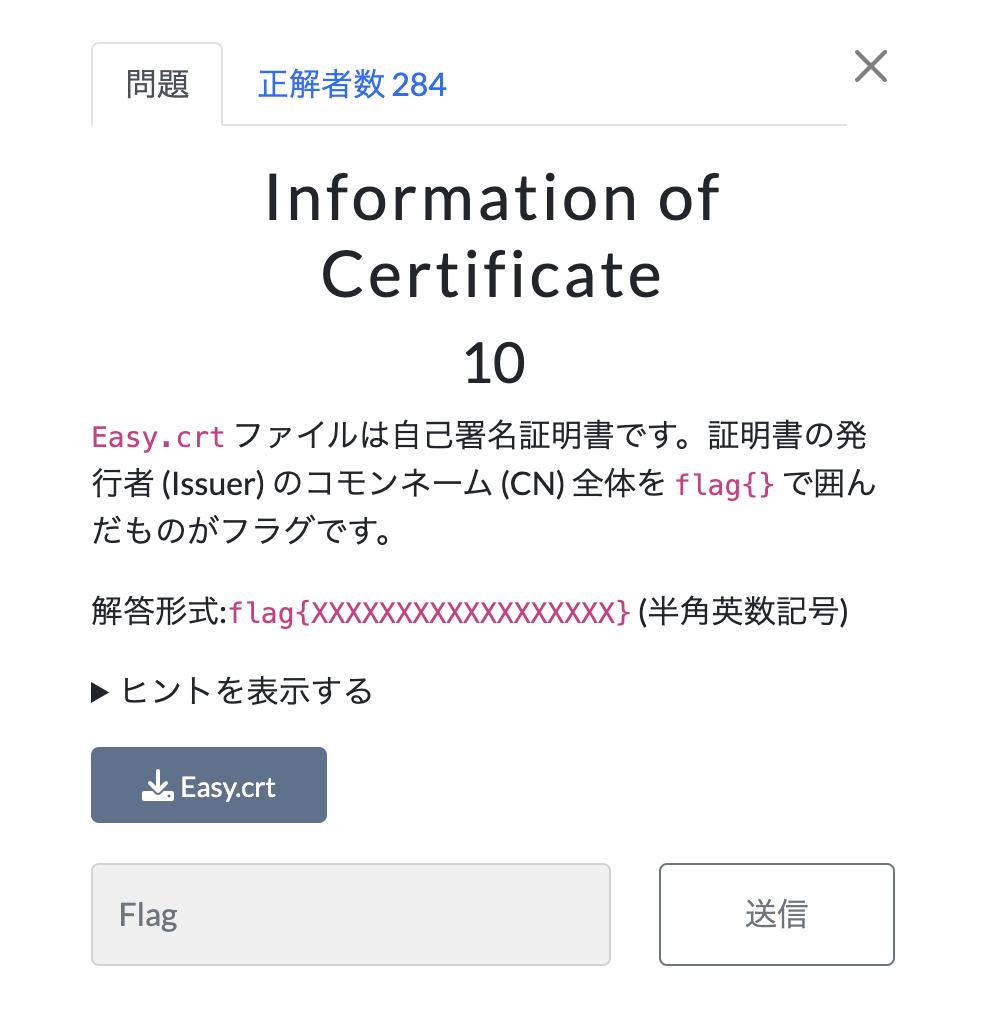 問題
正解者数 284
Information of
Certificate
10
Easy.crt ファイルは自己署名証明書です。証明書の発
行者 (Issuer) のコモンネーム (CN) 全体を flag{} で囲ん
だものがフラグです。
解答形式:flag{XXXXXXXXXXXXXXXXXX} (半角英数記号)
▶ ヒントを表示する
Easy.crt
Flag
送信